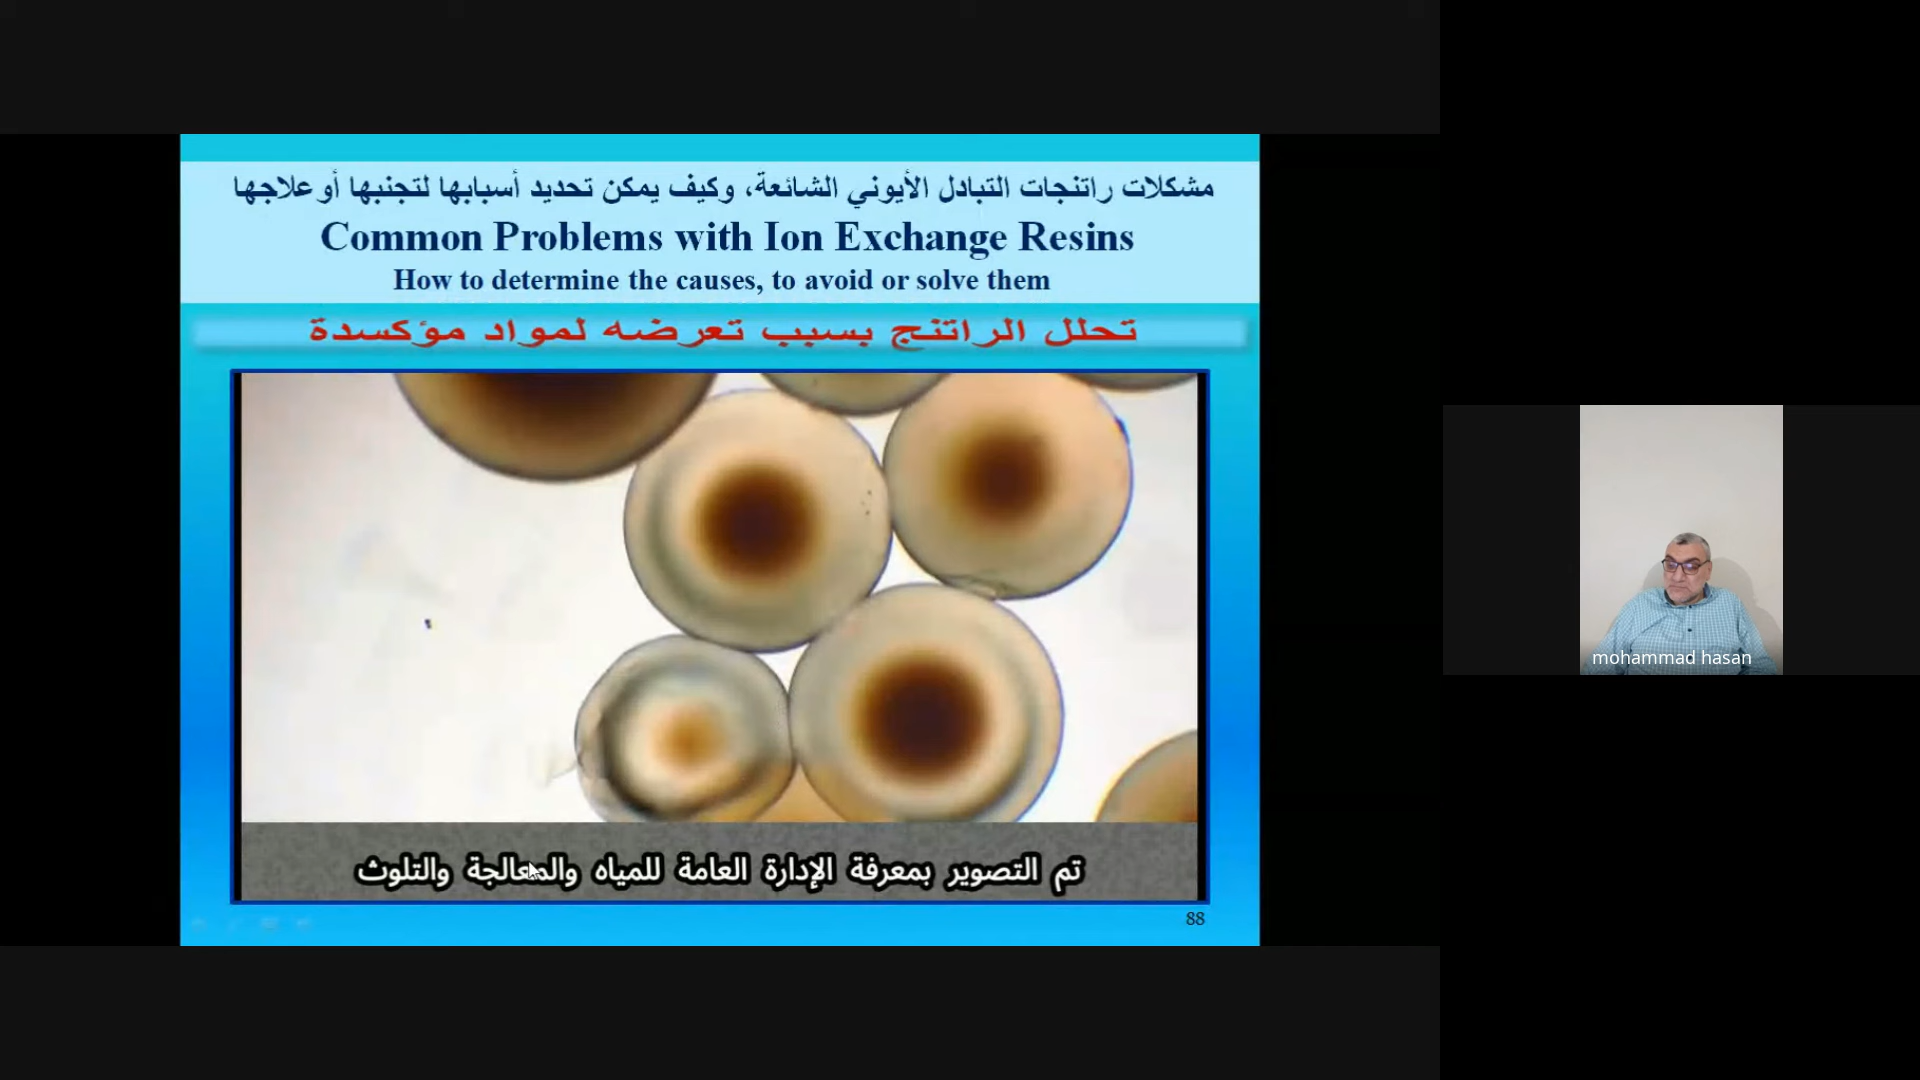 مشكلات راتنجات التبادل الأيوني الشائعة، وكيف يمكن تحديد أسبابها لتجنبها أوعلاجها
Common Problems with Ion Exchange Resins
How to determine the causes, to avoid or solve them
تحلل الراتنج بسبب تعرضه لمواد مؤكسدة
تم التصوير بمعرفة الإدارة العامة للمياه والمعالجة والتلوث
88
mohammad hasan